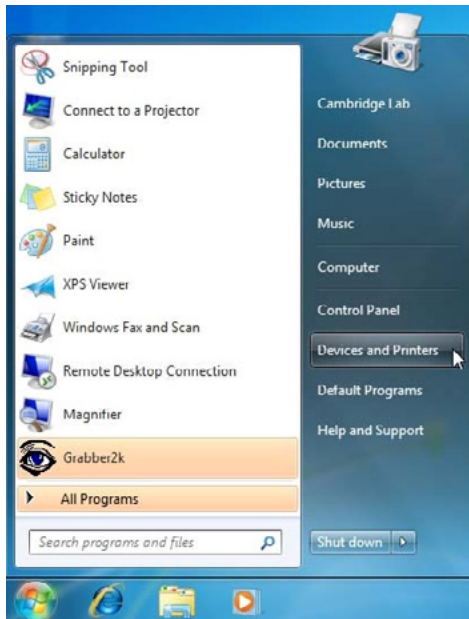 Snipping Tool
Connect to a Projector
Calculator
Sticky Notes
Paint
XPS Viewer
Windows Fax and Scan
Remote Desktop Connection
Magnifier
Grabber2k
All Programs
Search programs and files
Cambridge Lab
Documents
Pictures
Music
Computer
Control Panel
Devices and Printers
Default Programs
Help and Support
Shut down